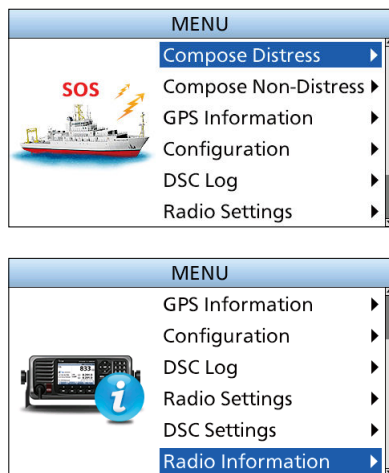 MENU
Compose Distress
SOS
Compose Non-Distress
GPS Information
Configuration
DSC Log
Radio Settings
MENU
GPS Information
Configuration
DSC Log
833
Radio Settings
DSC Settings
Radio Information